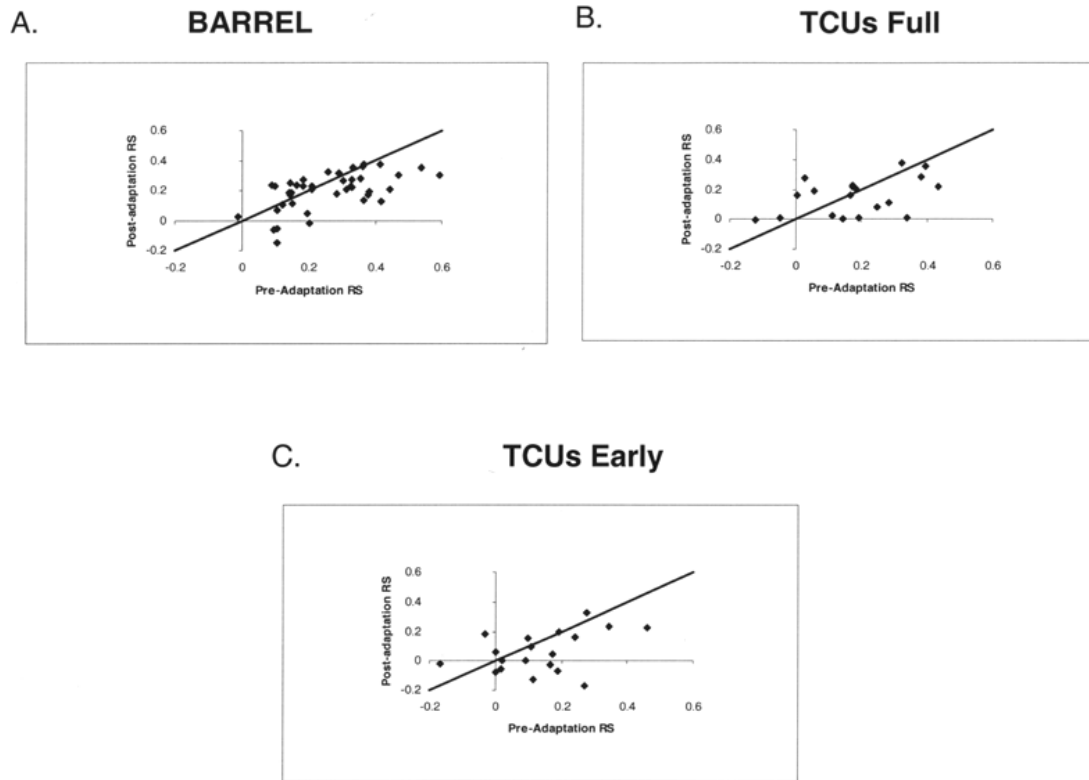 A. BARREL
Post-adaptation RS
0.6
0.4
0.2
0
-0.2
-0.2 0 0.2 0.4 0.6
Pre-Adaptation RS
B. TCUs Full
Post-adaptation RS
0.6
0.4
0.2
0
-0.2
-0.2 0 0.2 0.4 0.6
Pre-Adaptation RS
C. TCUs Early
Post-adaptation RS
0.6
0.4
0.2
0
-0.2
-0.2 0 0.2 0.4 0.6
Pre-Adaptation RS